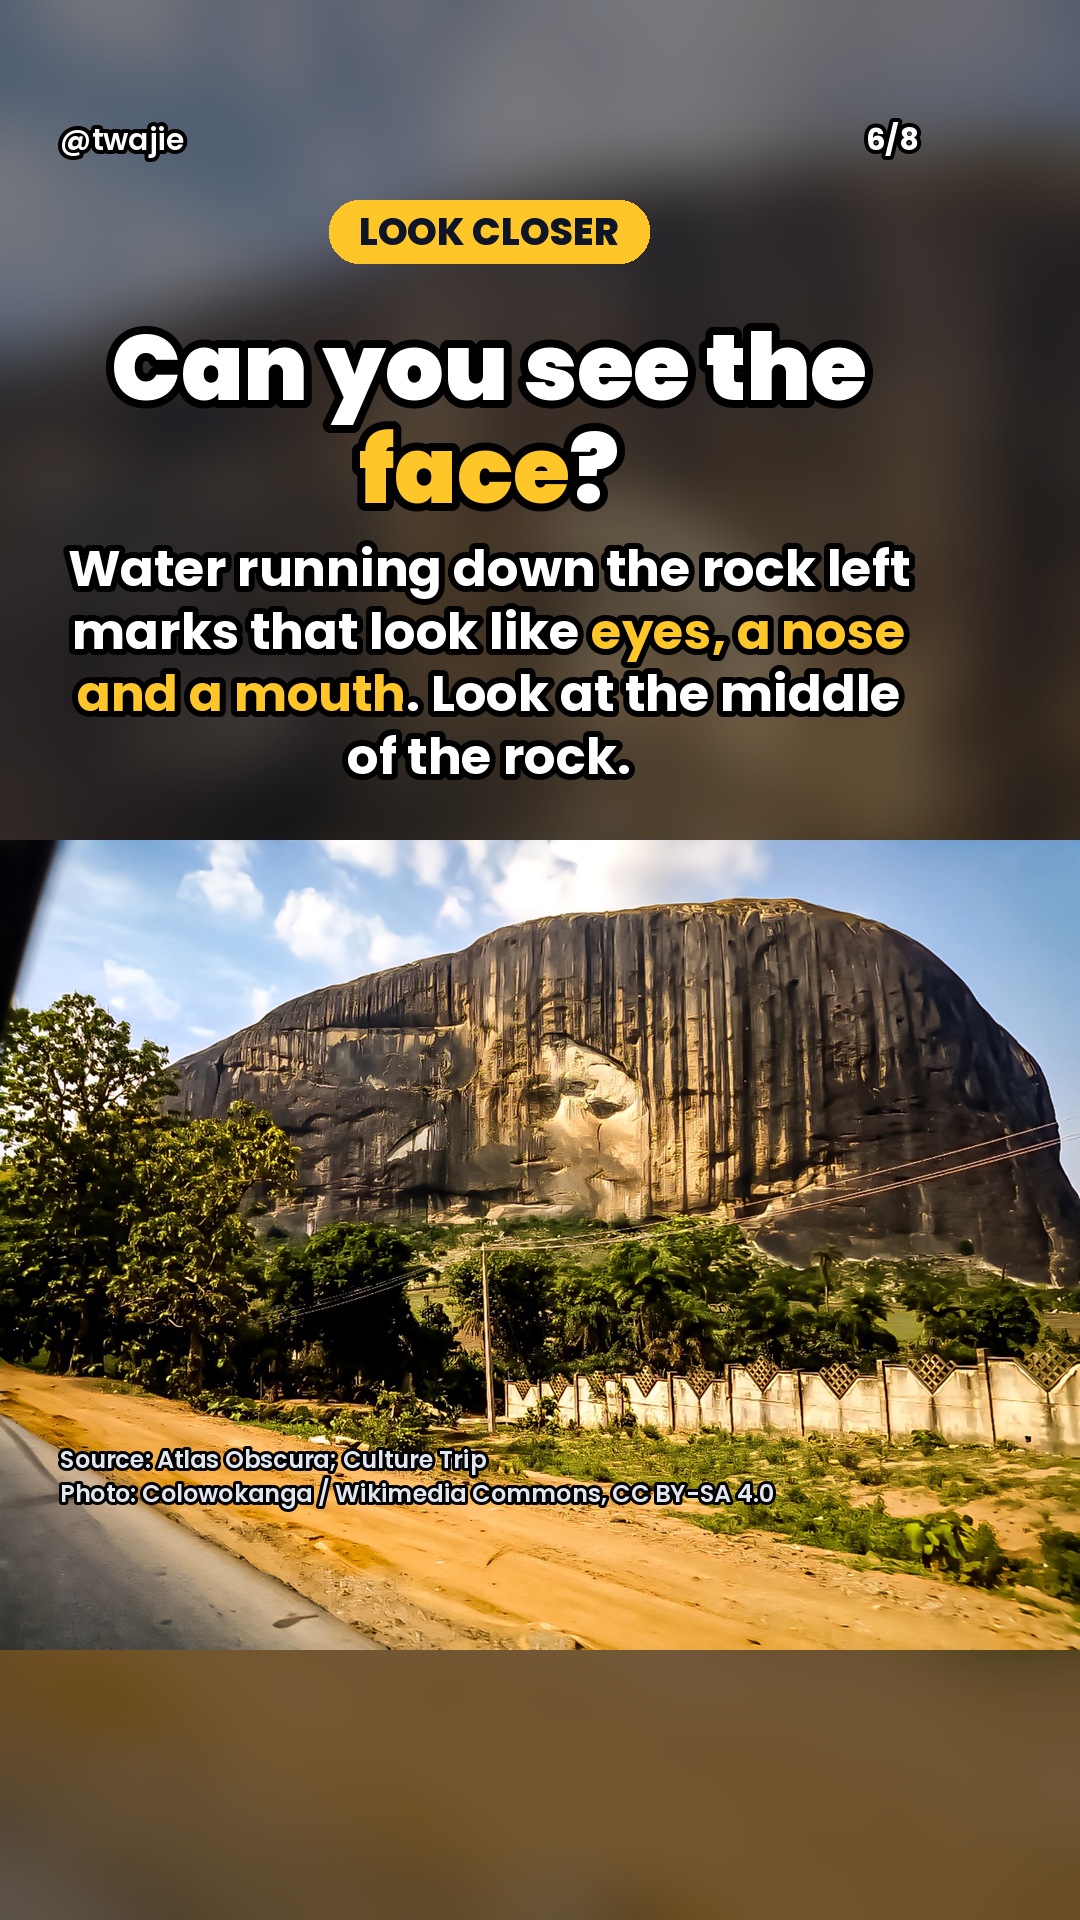 @twajie
6/8
LOOK CLOSER
Can you see the
face?
Water running down the rock left
marks that look like eyes, a nose
and a mouth. Look at the middle
of the rock.
Source: Atlas Obscura; Culture Trip
Photo: Colowokanga / Wikimedia Commons, CC BY-SA 4.0